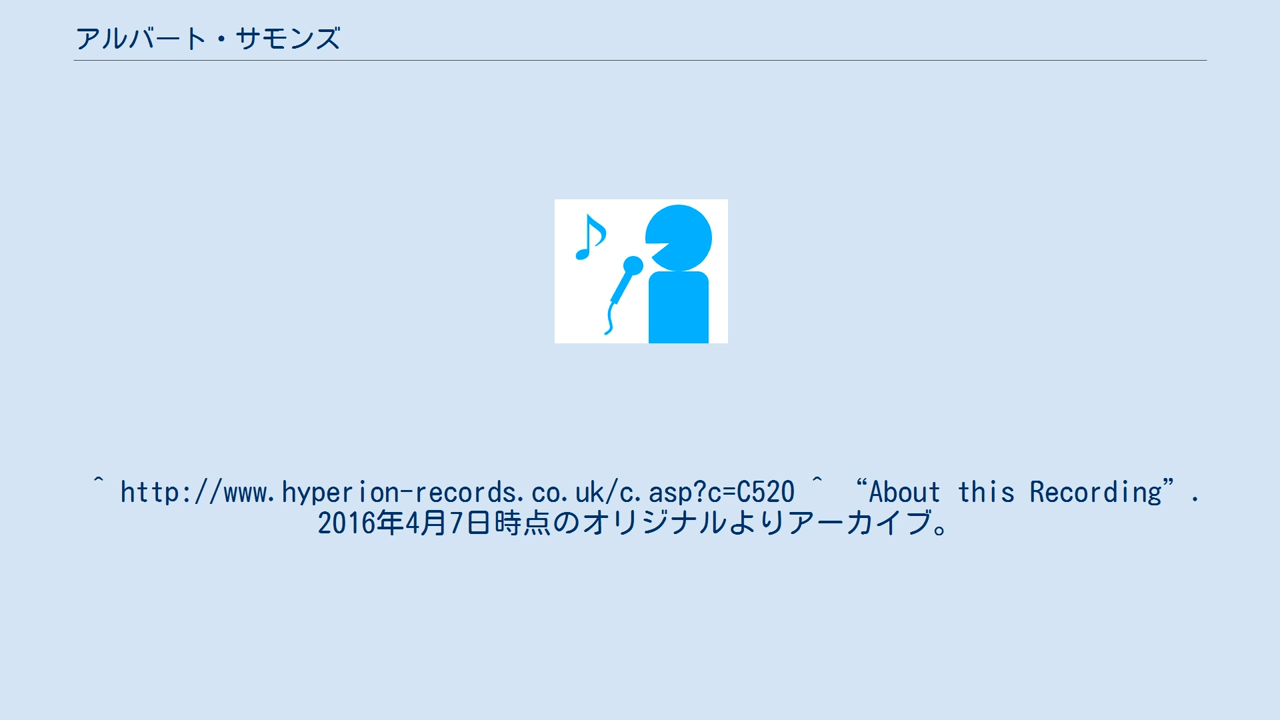 アルバート・サモンズ
^ http://www.hyperion-records.co.uk/c.asp?c=C520 ^ “About this Recording”.
2016年4月7日時点のオリジナルよりアーカイブ。